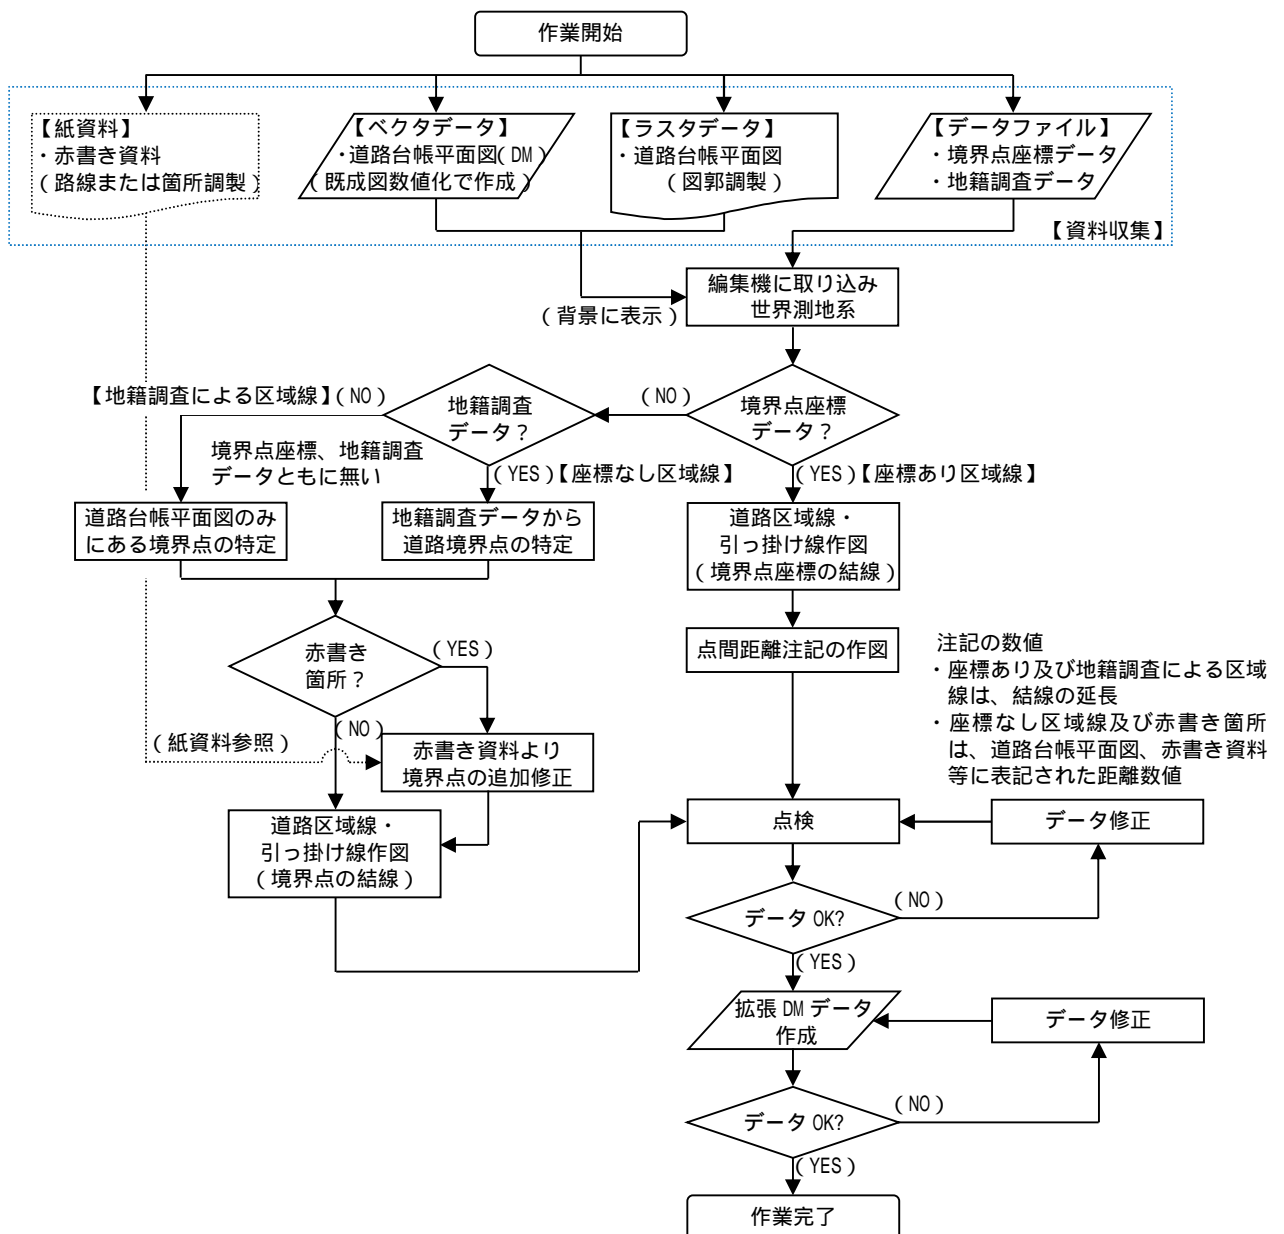 作業開始
【紙資料】
・赤書き資料
(路線または箇所調製)
【ベクタデータ】
・道路台帳平面図(DM)
(既成図数値化で作成)
【ラスタデータ】
・道路台帳平面図
(図郭調製)
【データファイル】
・境界点座標データ
・地籍調査データ
【資料収集】
編集機に取り込み
世界測地系
(背景に表示)
【地籍調査による区域線】(NO)
地籍調査
データ?
(NO)
境界点座標
データ?
境界点座標、地籍調査
データともに無い
(YES)【座標なし区域線】
(YES)【座標あり区域線】
道路台帳平面図のみ
にある境界点の特定
地籍調査データから
道路境界点の特定
道路区域線・
引っ掛け線作図
(境界点座標の結線)
赤書き
箇所?
(YES)
点間距離注記の作図
注記の数値
・座標あり及び地籍調査による区域
線は、結線の延長
・座標なし区域線及び赤書き箇所
は、道路台帳平面図、赤書き資料
等に表記された距離数値
(NO)
(紙資料参照)
赤書き資料より
境界点の追加修正
道路区域線・
引っ掛け線作図
(境界点の結線)
点検
データ修正
データ OK?
(NO)
(YES)
拡張 DM データ
作成
データ修正
データ OK?
(NO)
(YES)
作業完了